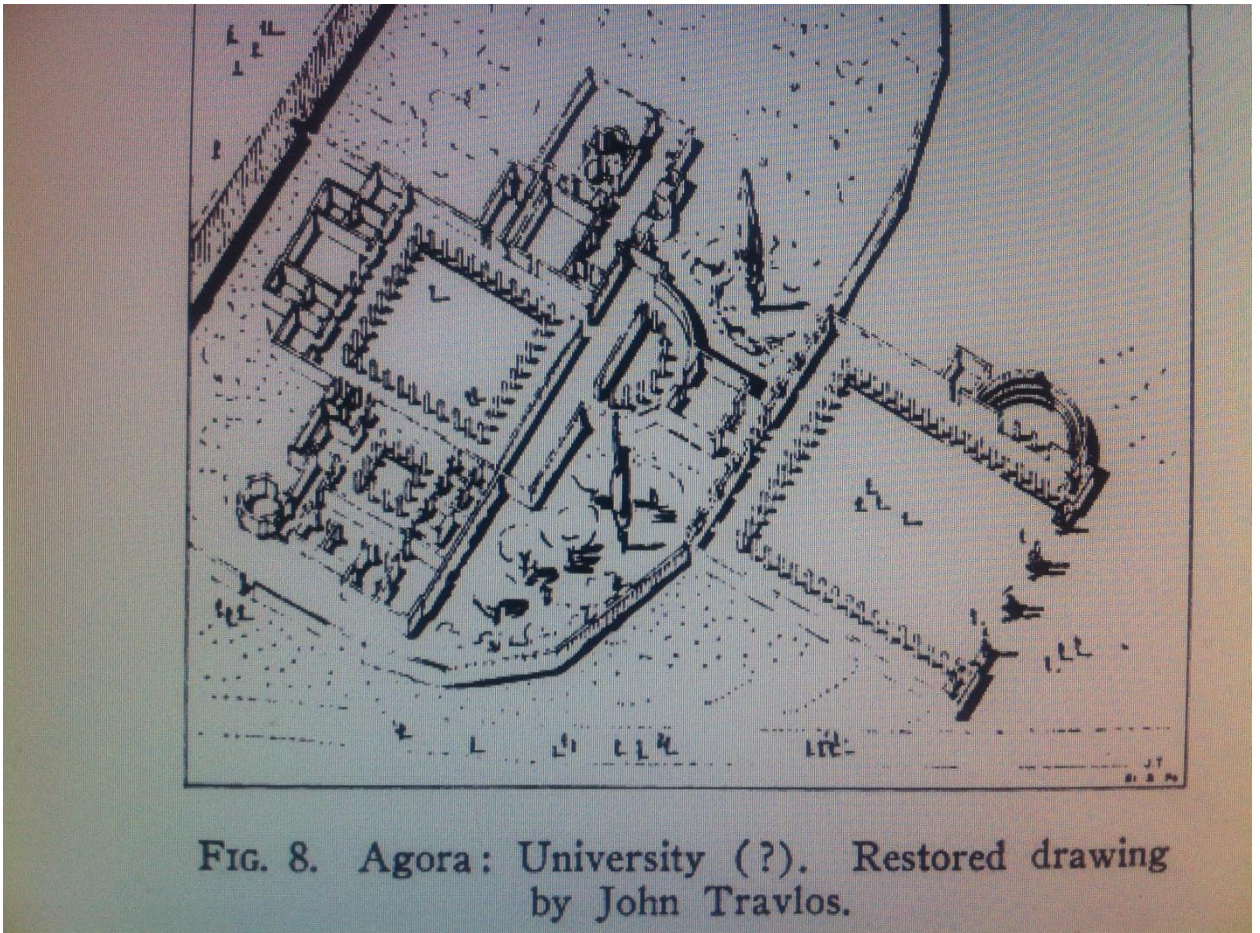 J T
FIG. 8. Agora: University (?). Restored drawing
by John Travlos.